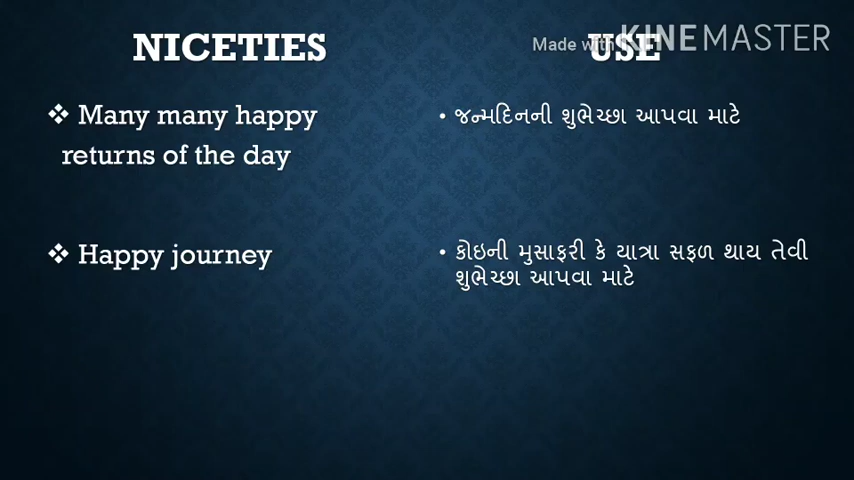 NICETIES
USE
Made with KINEMASTER
❖ Many many happy
returns of the day
• જન્મદિનની શુભેચ્છા આપવા માટે
❖ Happy journey
• કોઇની મુસાફરી કે યાત્રા સફળ થાય તેવી
શુભેચ્છા આપવા માટે